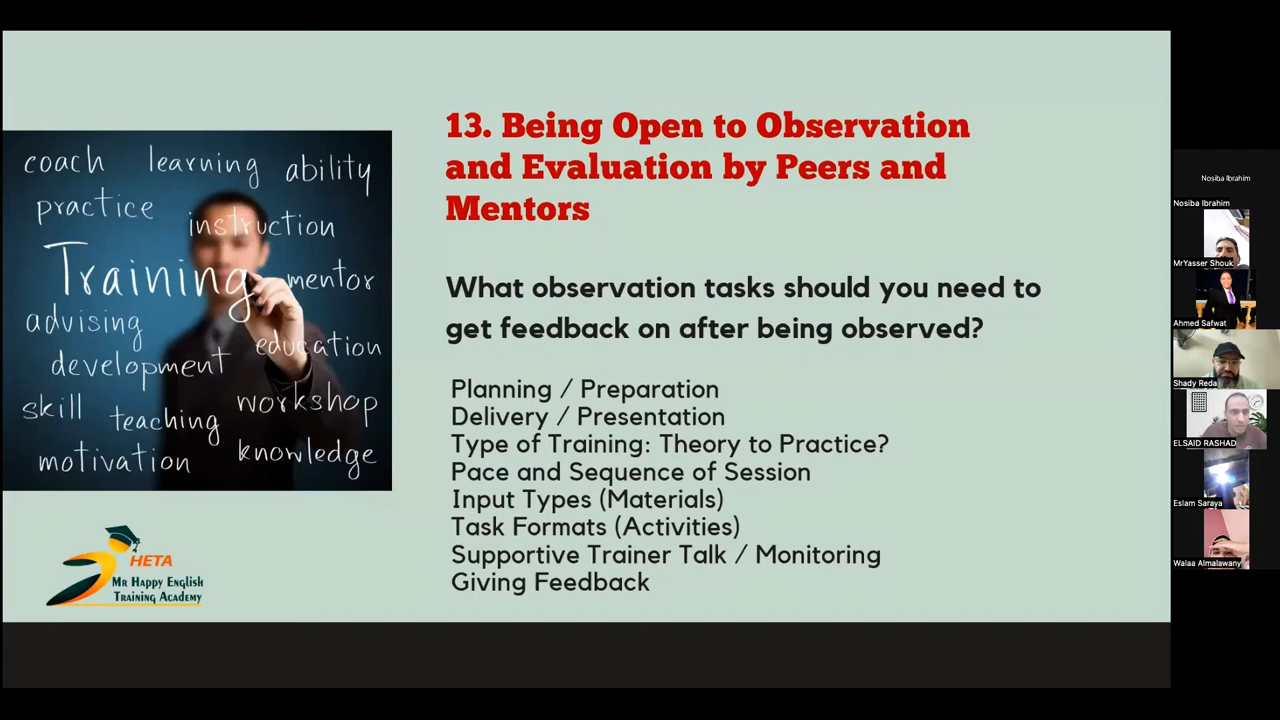 13. Being Open to Observation
and Evaluation by Peers and
Mentors
What observation tasks should you need to
get feedback on after being observed?
Planning / Preparation
Delivery / Presentation
Type of Training: Theory to Practice?
Pace and Sequence of Session
Input Types (Materials)
Task Formats (Activities)
Supportive Trainer Talk / Monitoring
Giving Feedback
coach learning ability
practice instruction
Training mentor
advising
education
development
skill teaching workshop
motivation knowledge
HETA
Mr Happy English
Training Academy
Nosiba Ibrahim
Nosiba Ibrahim
MrYasser Shouk
Ahmed Safwat
Shady Reda
ELSAID RASHAD
Eslam Saraya
Walaa Almalawany